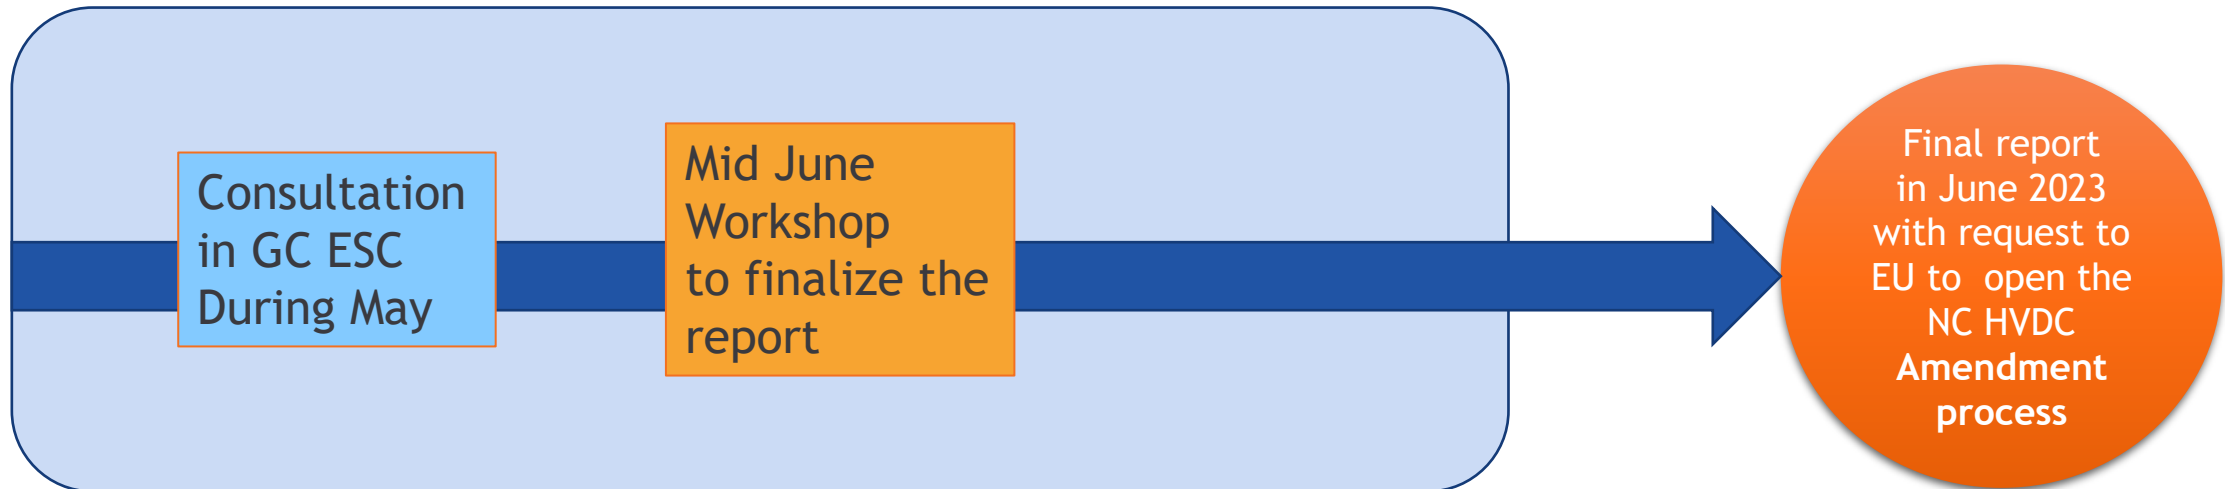 Consultation
in GC ESC
During May
Mid June
Workshop
to finalize the
report
Final report
in June 2023
with request to
EU to  open the
NC HVDC
Amendment
process